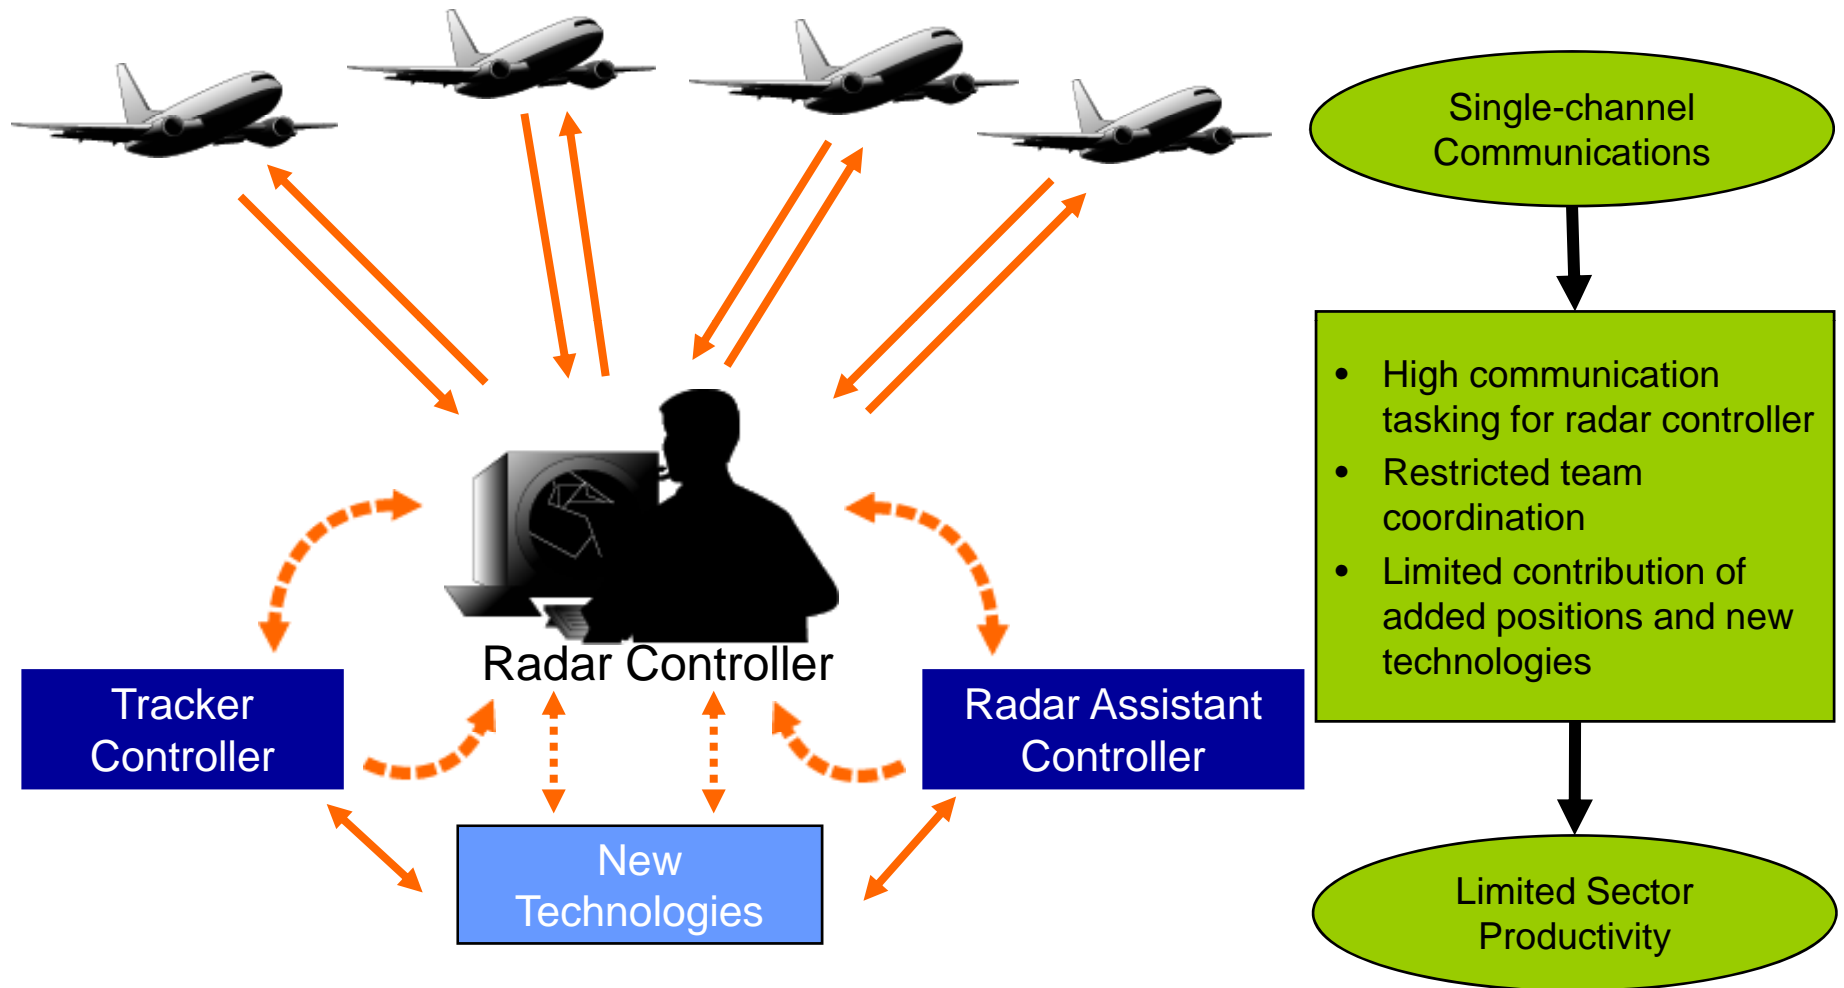 Single-channel
Communications
• High communication
tasking for radar controller
• Restricted team
coordination
• Limited contribution of
added positions and new
technologies
Radar Controller
Tracker
Controller
Radar Assistant
Controller
New
Technologies
Limited Sector
Productivity